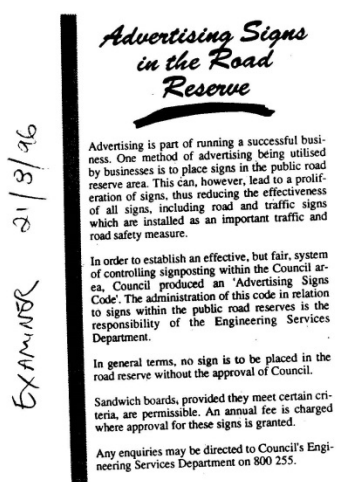 Advertising Signs
in the Road
Reserve
Advertising is part of running a successful busi-
ness. One method of advertising being utilised
by businesses is to place signs in the public road
reserve area. This can, however, lead to a prolif-
eration of signs, thus reducing the effectiveness
of all signs, including road and traffic signs
which are installed as an important traffic and
road safety measure.
In order to establish an effective, but fair, system
of controlling signposting within the Council ar-
ea, Council produced an 'Advertising Signs
Code'. The administration of this code in relation
to signs within the public road reserves is the
responsibility of the Engineering Services
Department.
In general terms, no sign is to be placed in the
road reserve without the approval of Council.
Sandwich boards, provided they meet certain cri-
teria, are permissible. An annual fee is charged
where approval for these signs is granted.
Any enquiries may be directed to Council's Engi-
neering Services Department on 800 255.
EXAMINER 21/8/96